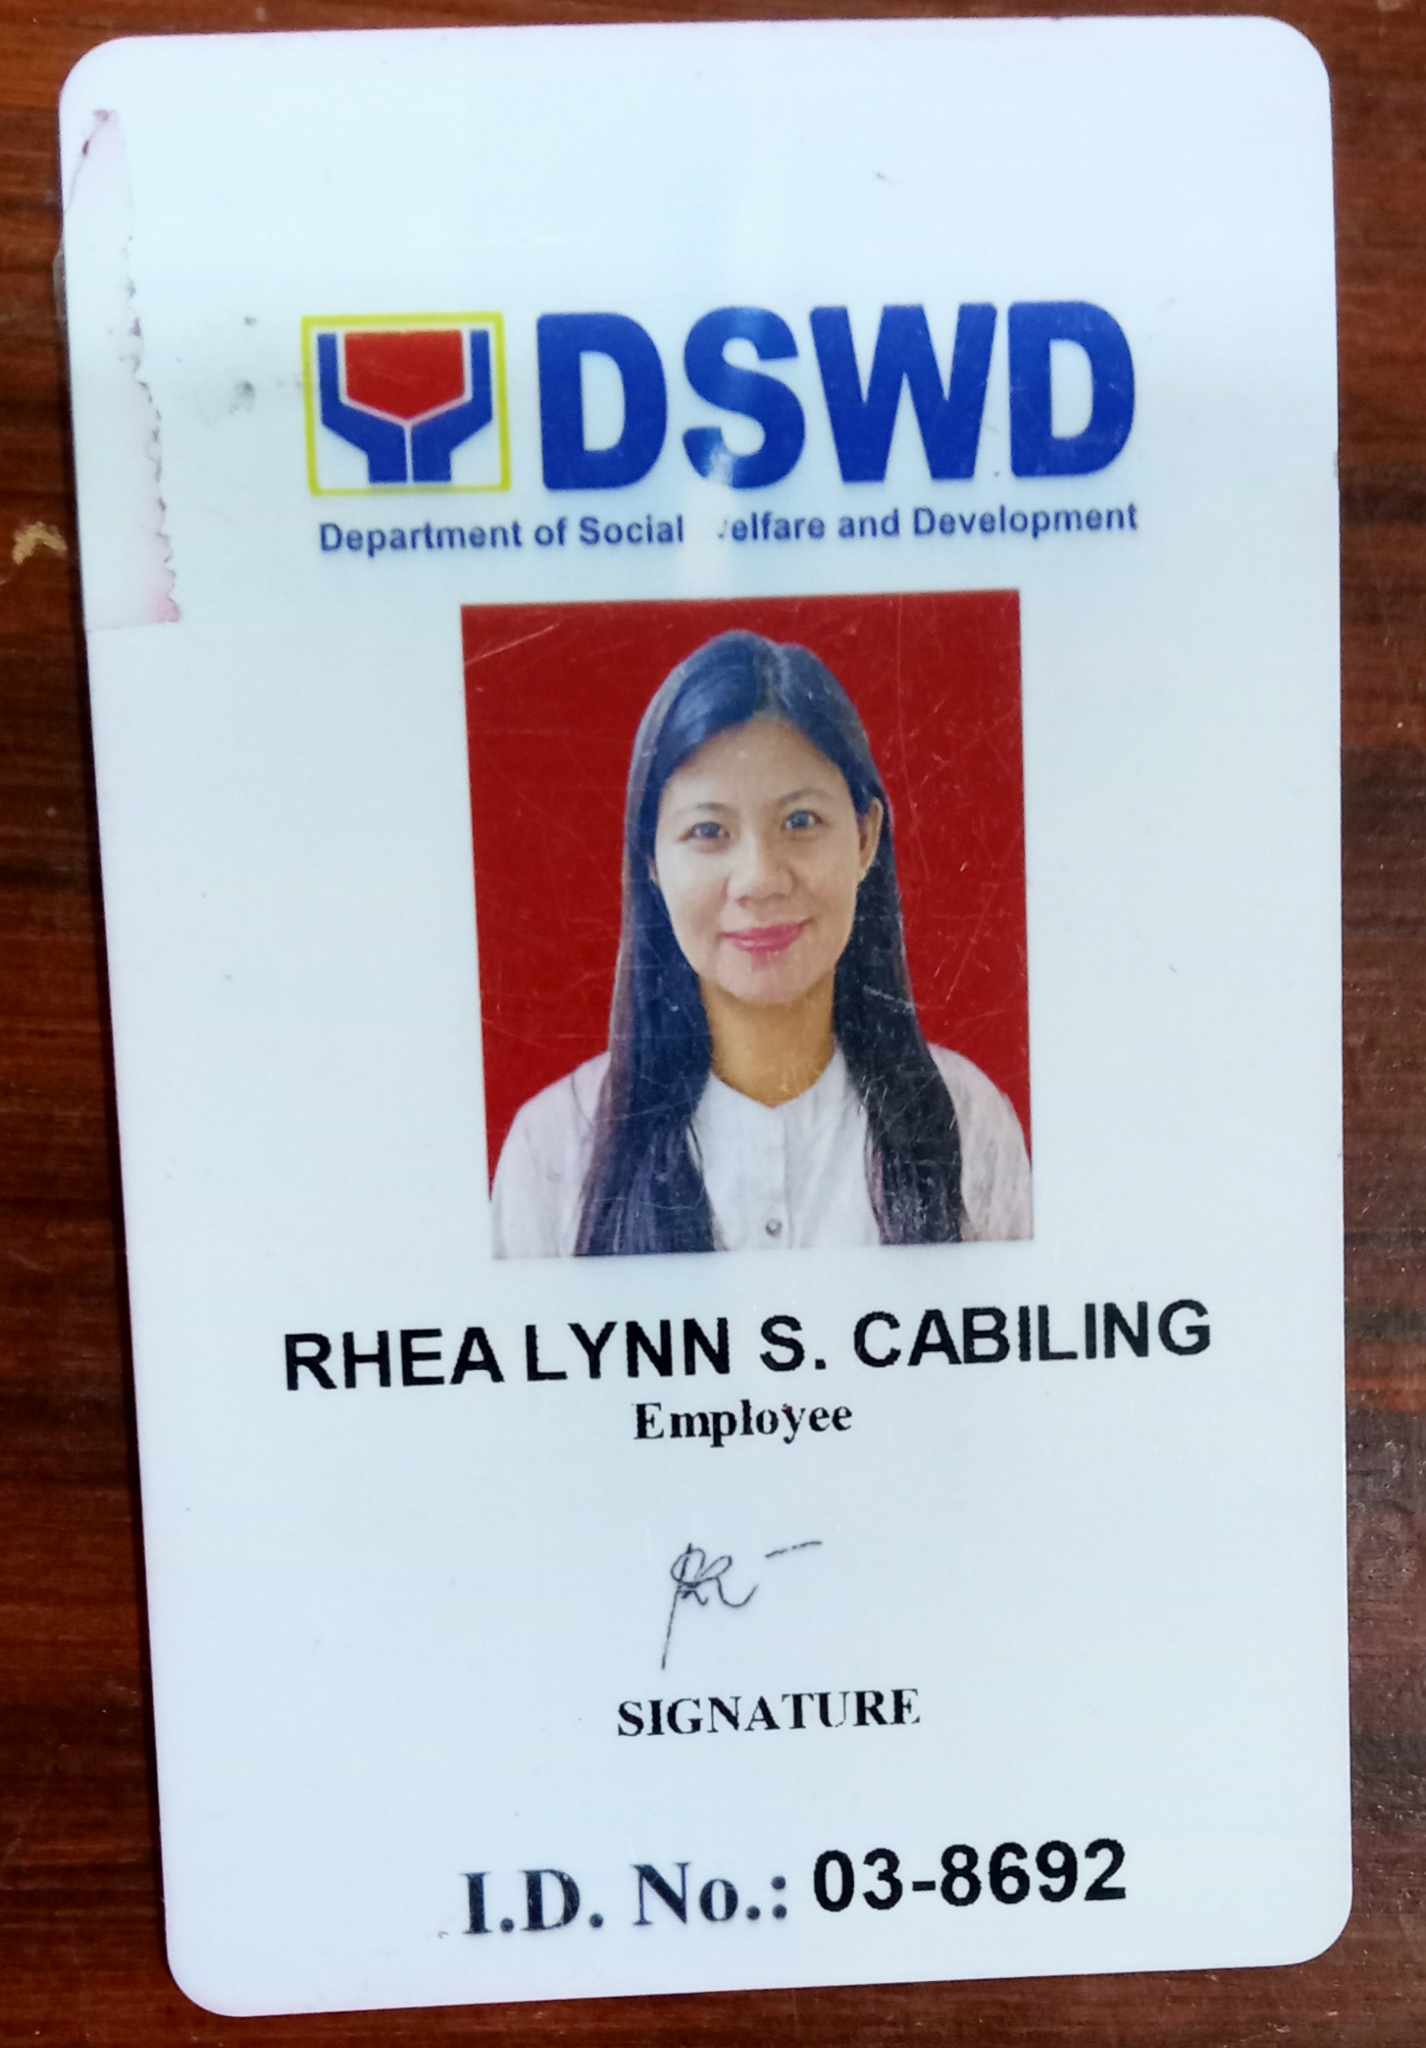 DSWD
Department of Social Welfare and Development
RHEA LYNN S. CABILING
Employee
SIGNATURE
I.D. No.: 03-8692